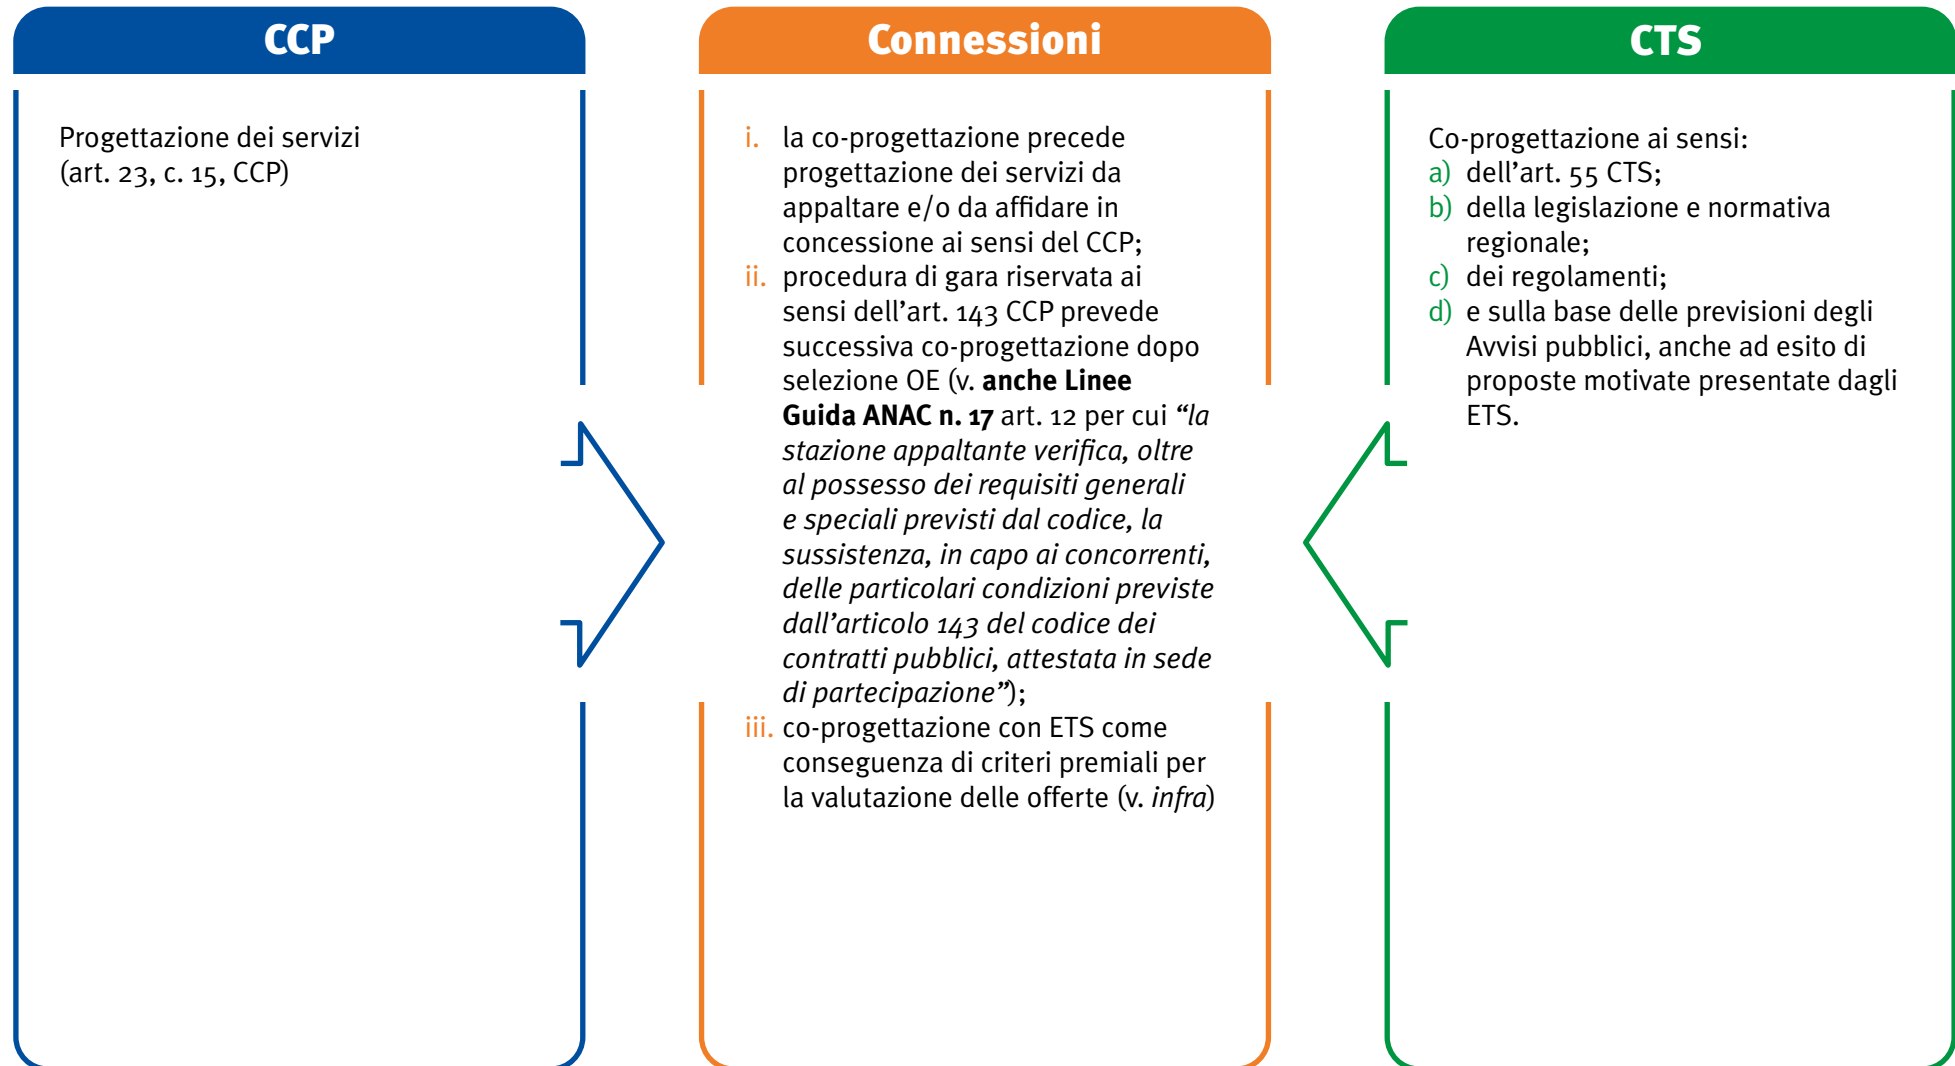 CCP
Progettazione dei servizi
(art. 23, c. 15, CCP)
Connessioni
i. la co-progettazione precede
progettazione dei servizi da
appaltare e/o da affidare in
concessione ai sensi del CCP;
ii. procedura di gara riservata ai
sensi dell’art. 143 CCP prevede
successiva co-progettazione dopo
selezione OE (v. anche Linee
Guida ANAC n. 17 art. 12 per cui “la
stazione appaltante verifica, oltre
al possesso dei requisiti generali
e speciali previsti dal codice, la
sussistenza, in capo ai concorrenti,
delle particolari condizioni previste
dall’articolo 143 del codice dei
contratti pubblici, attestata in sede
di partecipazione”);
iii. co-progettazione con ETS come
conseguenza di criteri premiali per
la valutazione delle offerte (v. infra)
CTS
Co-progettazione ai sensi:
a) dell’art. 55 CTS;
b) della legislazione e normativa
regionale;
c) dei regolamenti;
d) e sulla base delle previsioni degli
Avvisi pubblici, anche ad esito di
proposte motivate presentate dagli
ETS.